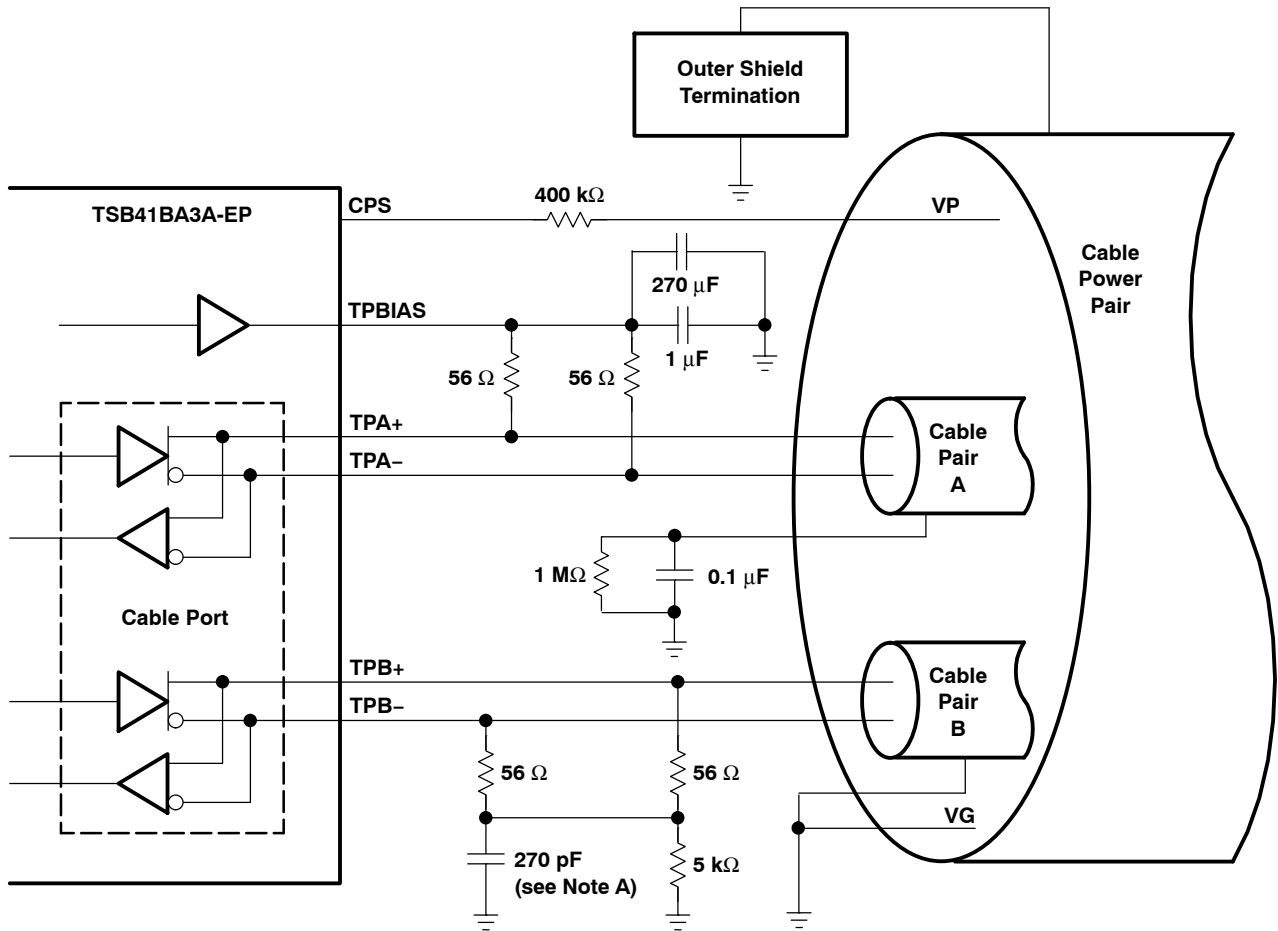 Outer Shield
Termination
TSB41BA3A-EP
CPS
400 kΩ
VP
Cable
Power
Pair
270 μF
TPBIAS
1 μF
56 Ω
56 Ω
TPA+
Cable
Pair
A
TPA−
1 MΩ
0.1 μF
Cable Port
TPB+
Cable
Pair
B
TPB−
56 Ω
56 Ω
VG
270 pF
(see Note A)
5 kΩ